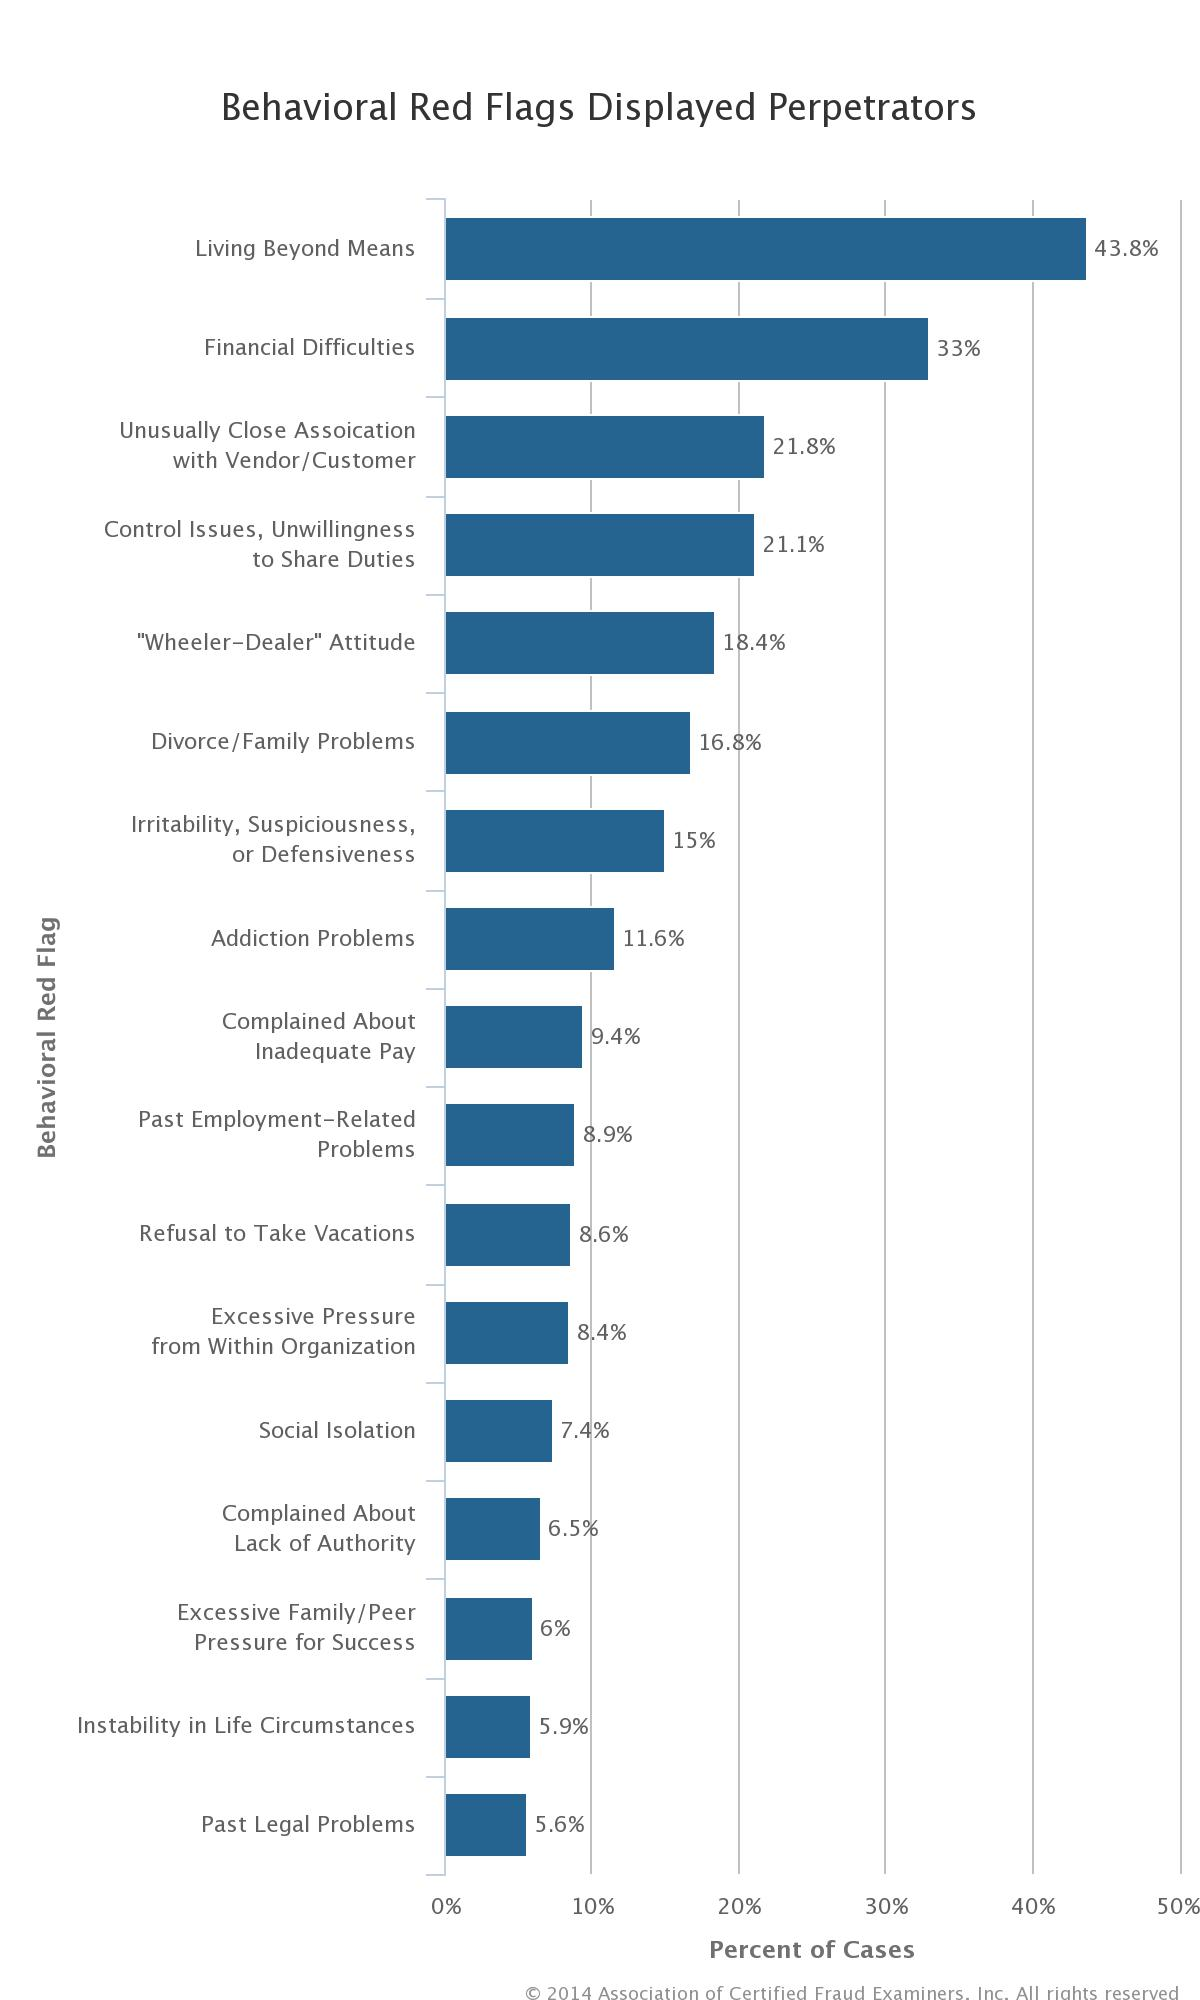 Behavioral Red Flags Displayed Perpetrators
Behavioral Red Flag
Living Beyond Means
43.8%
Financial Difficulties
33%
Unusually Close Assoication
with Vendor/Customer
21.8%
Control Issues, Unwillingness
to Share Duties
21.1%
"Wheeler-Dealer" Attitude
18.4%
Divorce/Family Problems
16.8%
Irritability, Suspiciousness,
or Defensiveness
15%
Addiction Problems
11.6%
Complained About
Inadequate Pay
9.4%
Past Employment-Related
Problems
8.9%
Refusal to Take Vacations
8.6%
Excessive Pressure
from Within Organization
8.4%
Social Isolation
7.4%
Complained About
Lack of Authority
6.5%
Excessive Family/Peer
Pressure for Success
6%
Instability in Life Circumstances
5.9%
Past Legal Problems
5.6%
0% 10% 20% 30% 40% 50%
Percent of Cases
© 2014 Association of Certified Fraud Examiners, Inc. All rights reserved